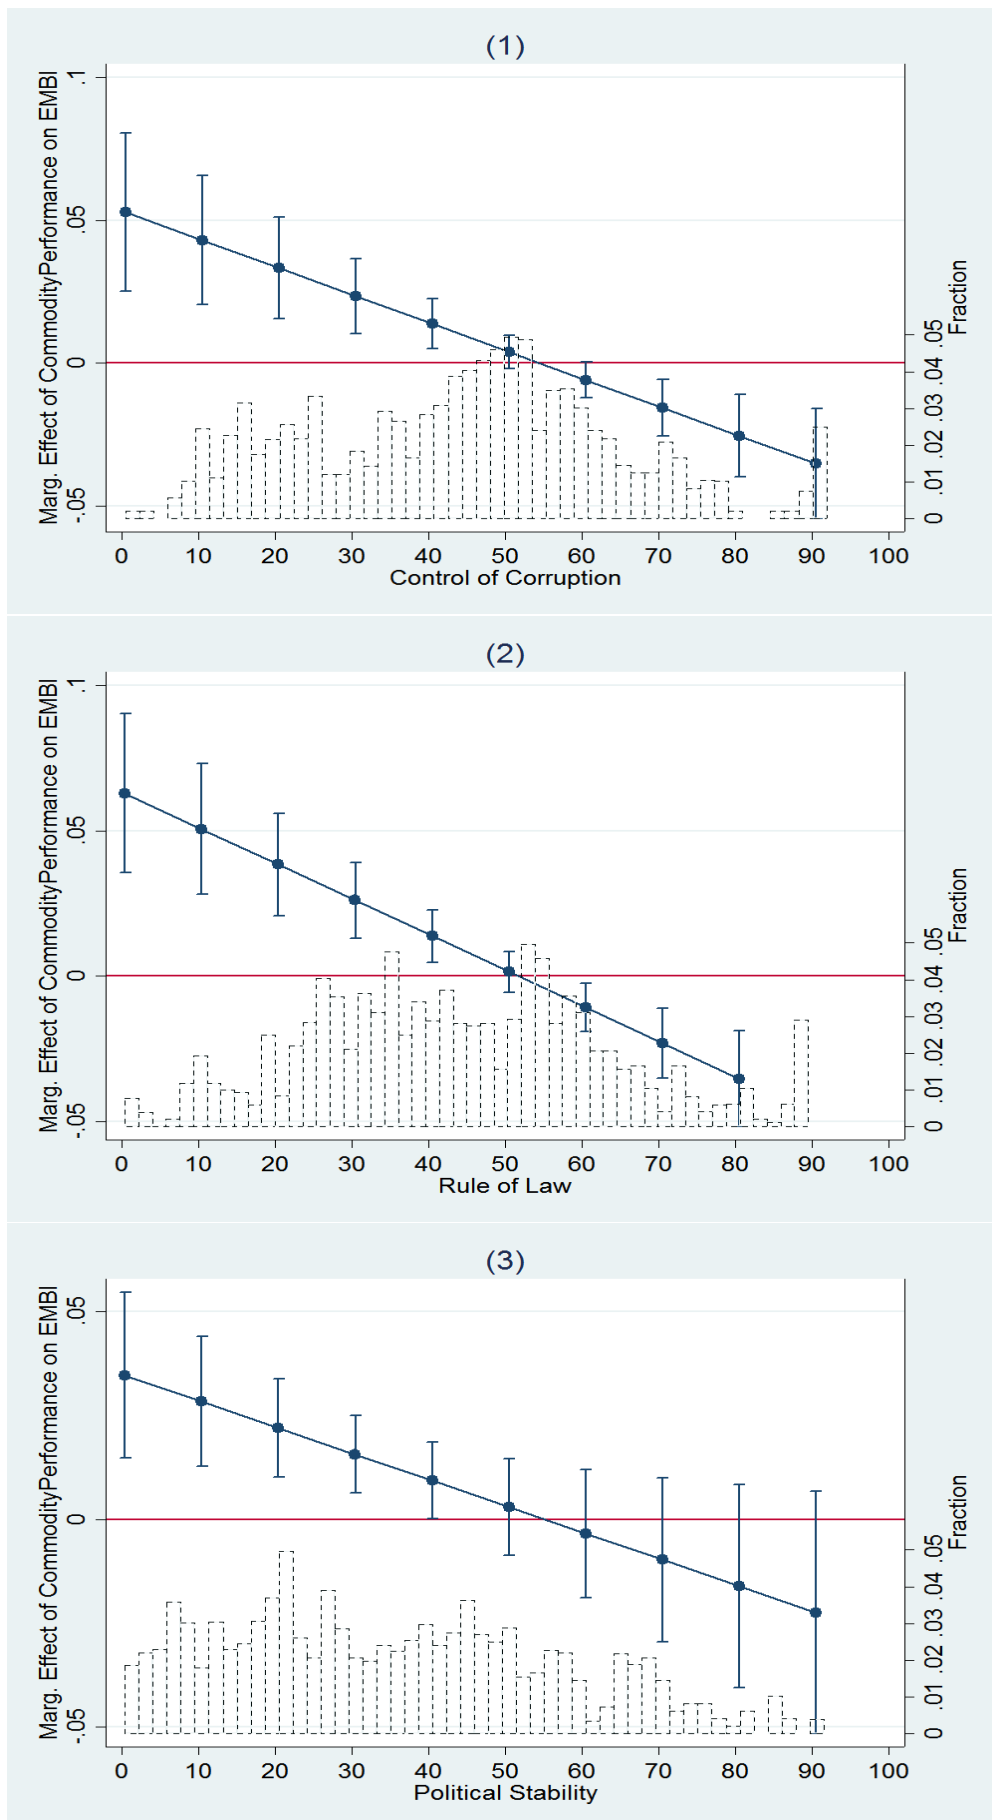 (1)
Marg. Effect of CommodityPerformance on EMBI
-.05 0 .05 .1
0 .01 .02 .03 .04 .05
Fraction
0 10 20 30 40 50 60 70 80 90 100
Control of Corruption
(2)
Marg. Effect of CommodityPerformance on EMBI
-.05 0 .05 .1
0 .01 .02 .03 .04 .05
Fraction
0 10 20 30 40 50 60 70 80 90 100
Rule of Law
(3)
Marg. Effect of CommodityPerformance on EMBI
-.05 0 .05
0 .01 .02 .03 .04 .05
Fraction
0 10 20 30 40 50 60 70 80 90 100
Political Stability